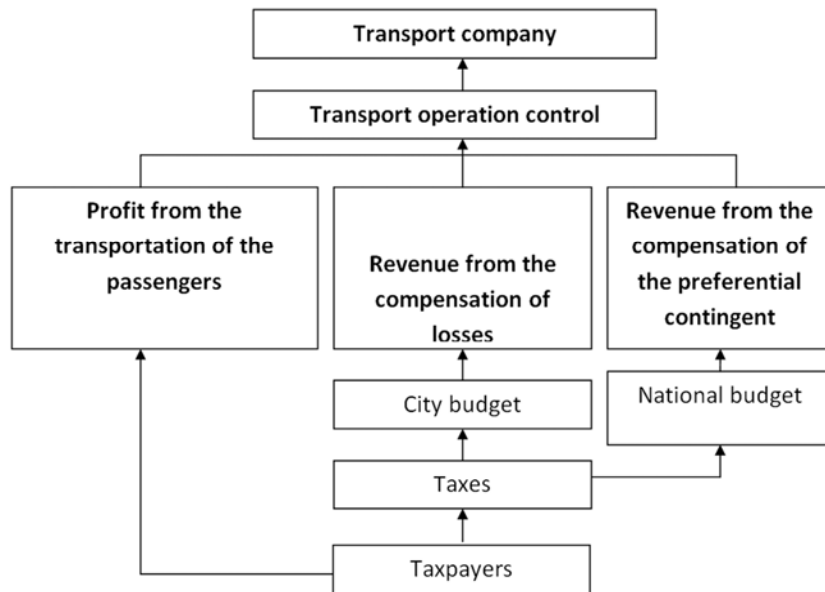 Transport company
Transport operation control
Profit from the
transportation of the
passengers
Revenue from the
compensation of
losses
Revenue from the
compensation of
the preferential
contingent
City budget
National budget
Taxes
Taxpayers